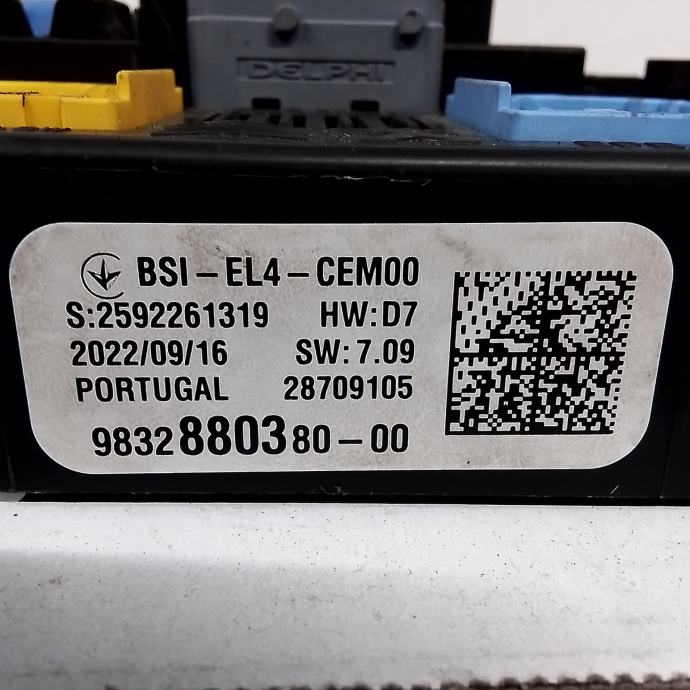 DELPHI
BSI-EL4-CEM00
S:2592261319 HW:D7
2022/09/16 SW:7.09
PORTUGAL 28709105
9832880380-00